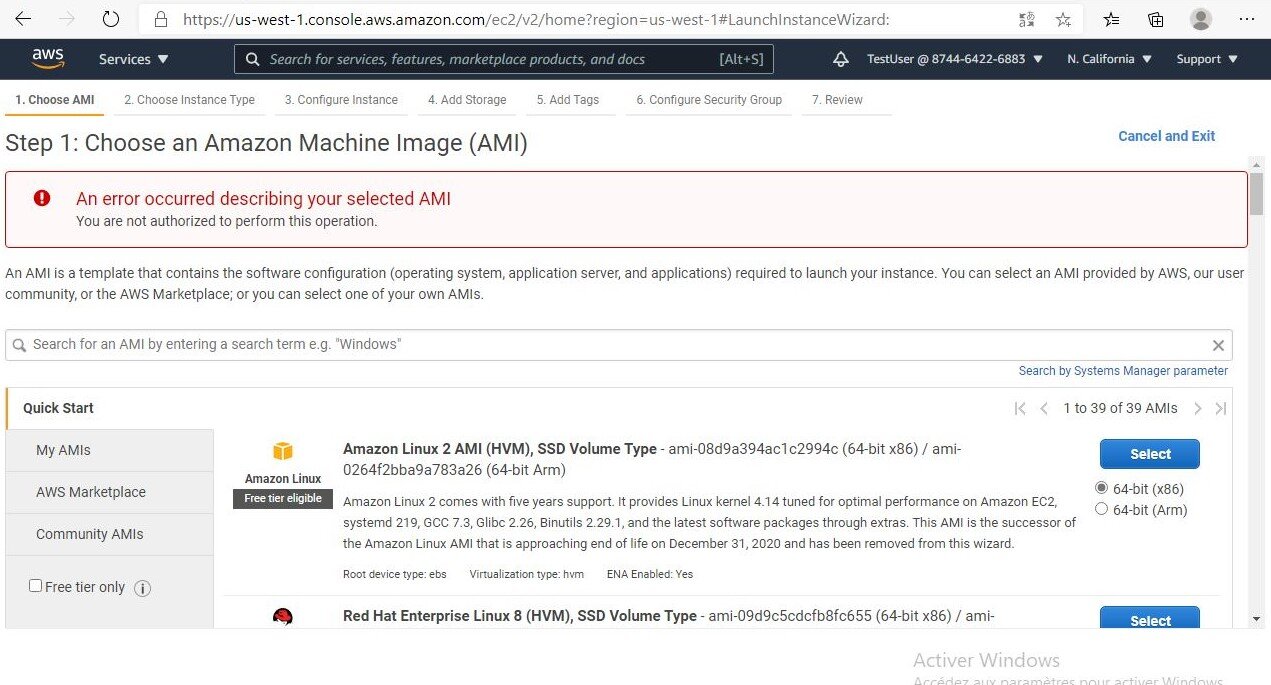 https://us-west-1.console.aws.amazon.com/ec2/v2/home?region=us-west-1#LaunchInstanceWizard:
aws Services Search for services, features, marketplace products, and docs [Alt+S] TestUser @ 8744-6422-6883 N. California Support
1. Choose AMI 2. Choose Instance Type 3. Configure Instance 4. Add Storage 5. Add Tags 6. Configure Security Group 7. Review
Step 1: Choose an Amazon Machine Image (AMI)
Cancel and Exit
An error occurred describing your selected AMI
You are not authorized to perform this operation.
An AMI is a template that contains the software configuration (operating system, application server, and applications) required to launch your instance. You can select an AMI provided by AWS, our user
community, or the AWS Marketplace; or you can select one of your own AMIs.
Search for an AMI by entering a search term e.g. "Windows"
Search by Systems Manager parameter
Quick Start
1 to 39 of 39 AMIs
My AMIs
AWS Marketplace
Community AMIs
Free tier only
Amazon Linux
Free tier eligible
Amazon Linux 2 AMI (HVM), SSD Volume Type - ami-08d9a394ac1c2994c (64-bit x86) / ami-
0264f2bba9a783a26 (64-bit Arm)
Amazon Linux 2 comes with five years support. It provides Linux kernel 4.14 tuned for optimal performance on Amazon EC2,
systemd 219, GCC 7.3, Glibc 2.26, Binutils 2.29.1, and the latest software packages through extras. This AMI is the successor of
the Amazon Linux AMI that is approaching end of life on December 31, 2020 and has been removed from this wizard.
Root device type: ebs Virtualization type: hvm ENA Enabled: Yes
Select
64-bit (x86)
64-bit (Arm)
Red Hat Enterprise Linux 8 (HVM), SSD Volume Type - ami-09d9c5cdcfb8fc655 (64-bit x86) / ami-
Select
Activer Windows
Accédez aux paramètres pour activer Windows